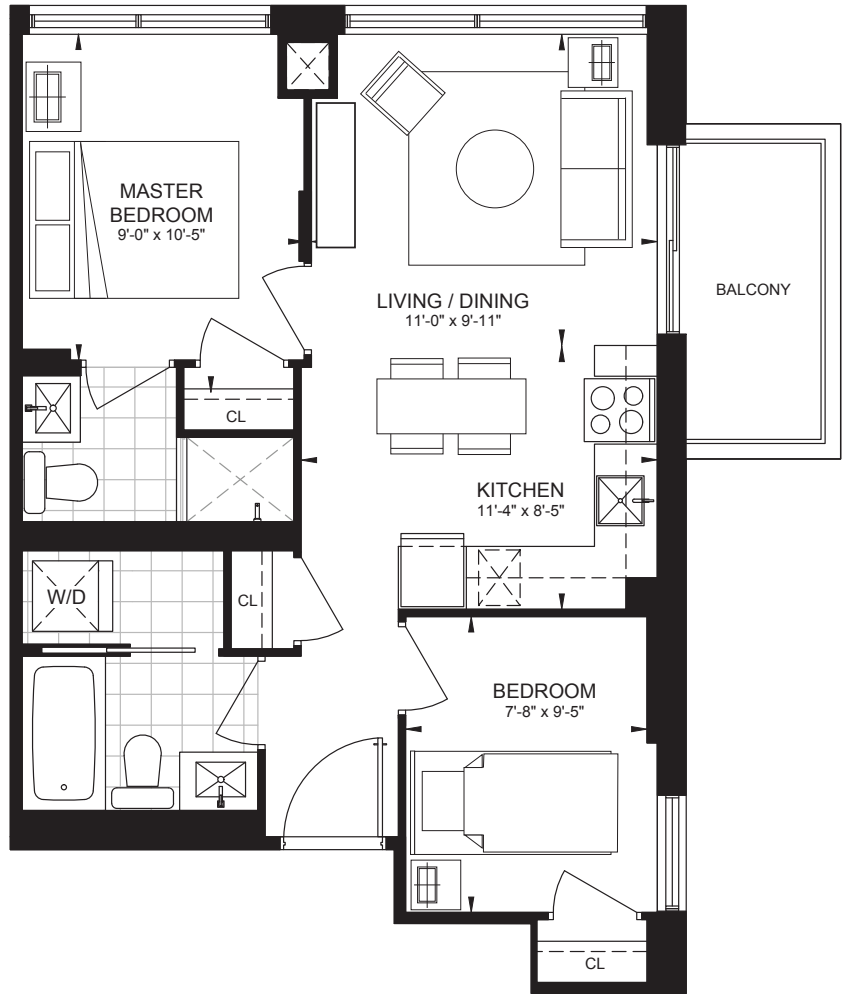 MASTER
BEDROOM
9'-0" x 10'-5"
LIVING / DINING
11'-0" x 9'-11"
BALCONY
CL
KITCHEN
11'-4" x 8'-5"
W/D
CL
BEDROOM
7'-8" x 9'-5"
CL